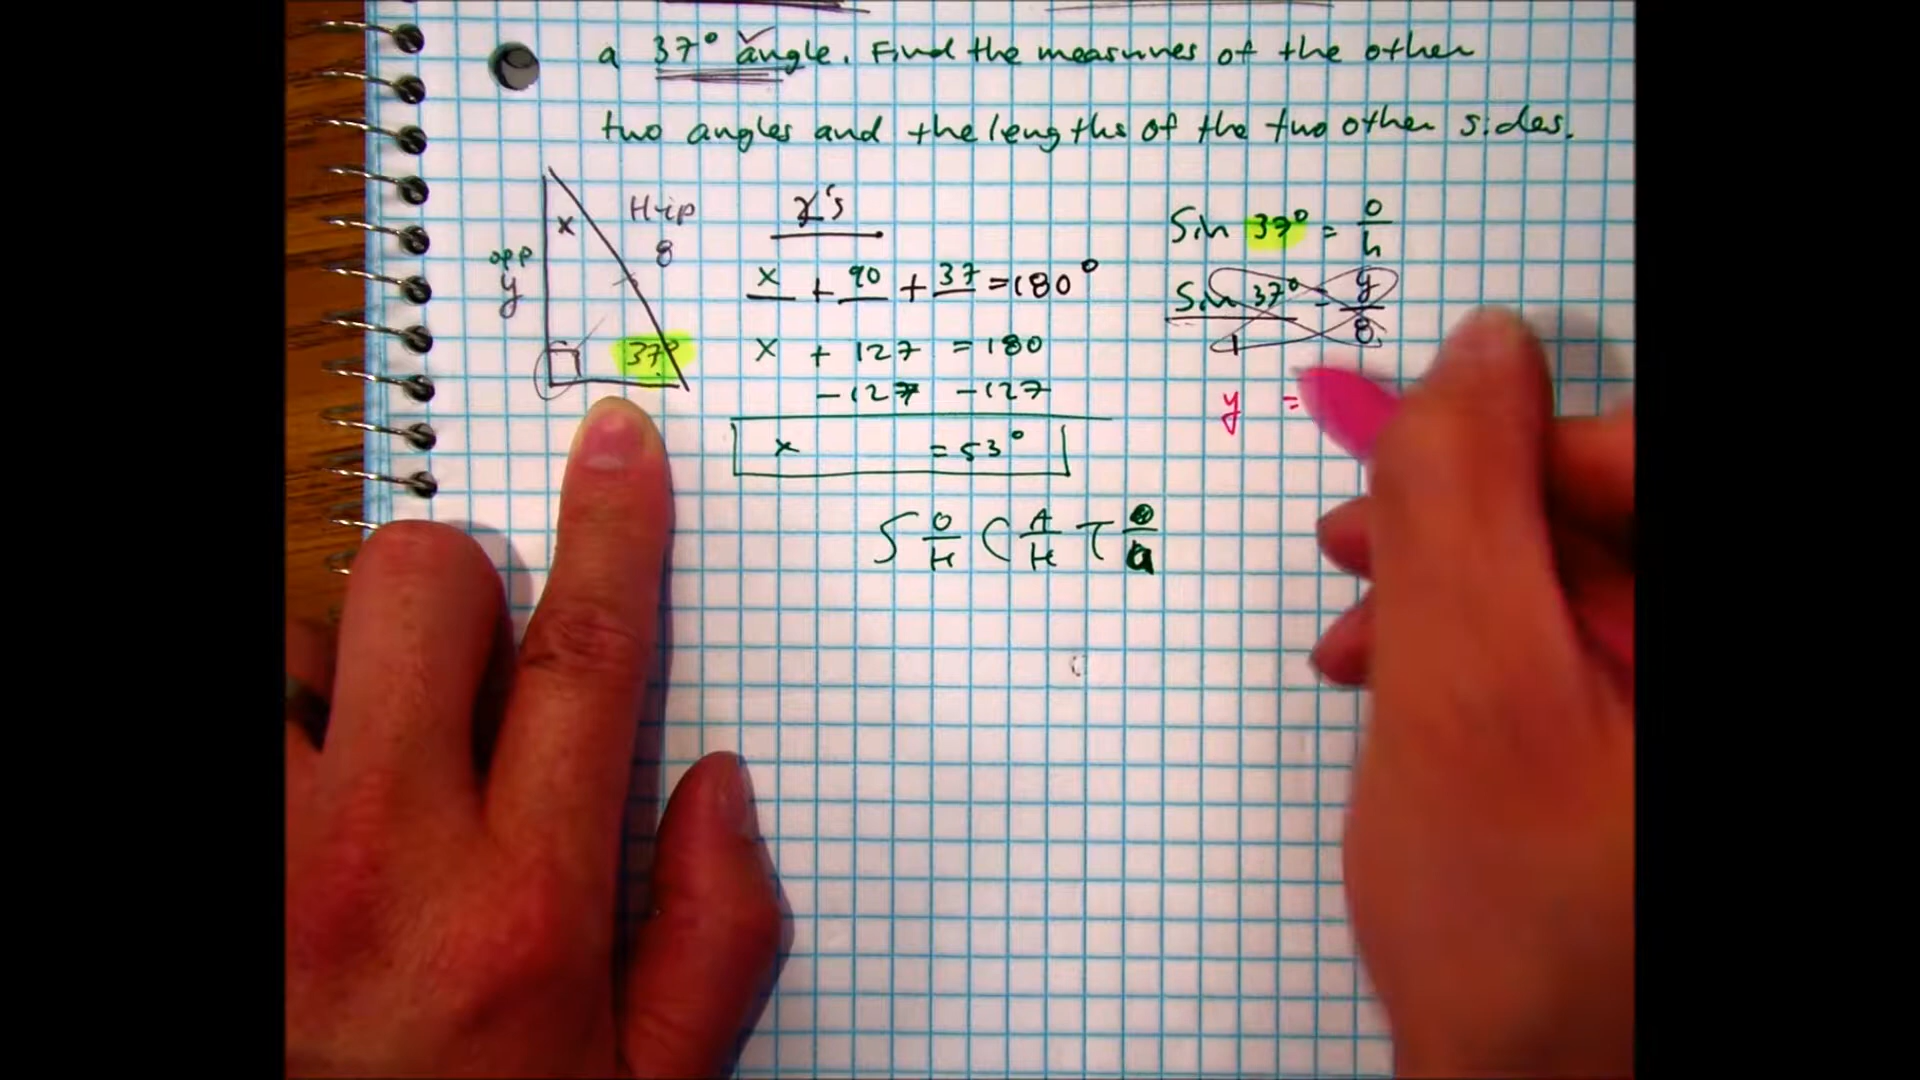 a 37° angle. Find the measures of the other
two angles and the lengths of the two other sides.
x
Hyp
8
opp
y
37°
x + 90 + 37 = 180°
x + 127 = 180
-127 -127
x = 53°
S O/H C A/H T O/a
Sin 37° = o/h
Sin 37°/1 = y/8
y =